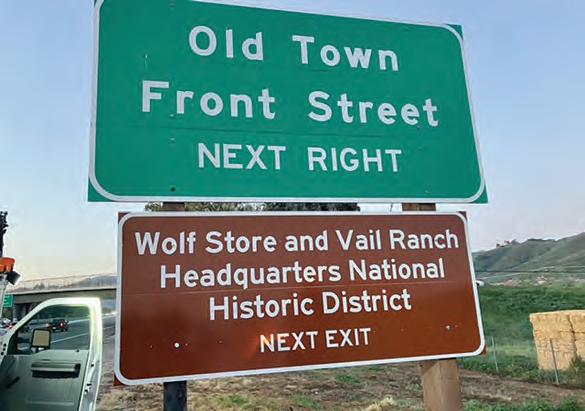 Old Town
Front Street
NEXT RIGHT
Wolf Store and Vail Ranch
Headquarters National
Historic District
NEXT EXIT